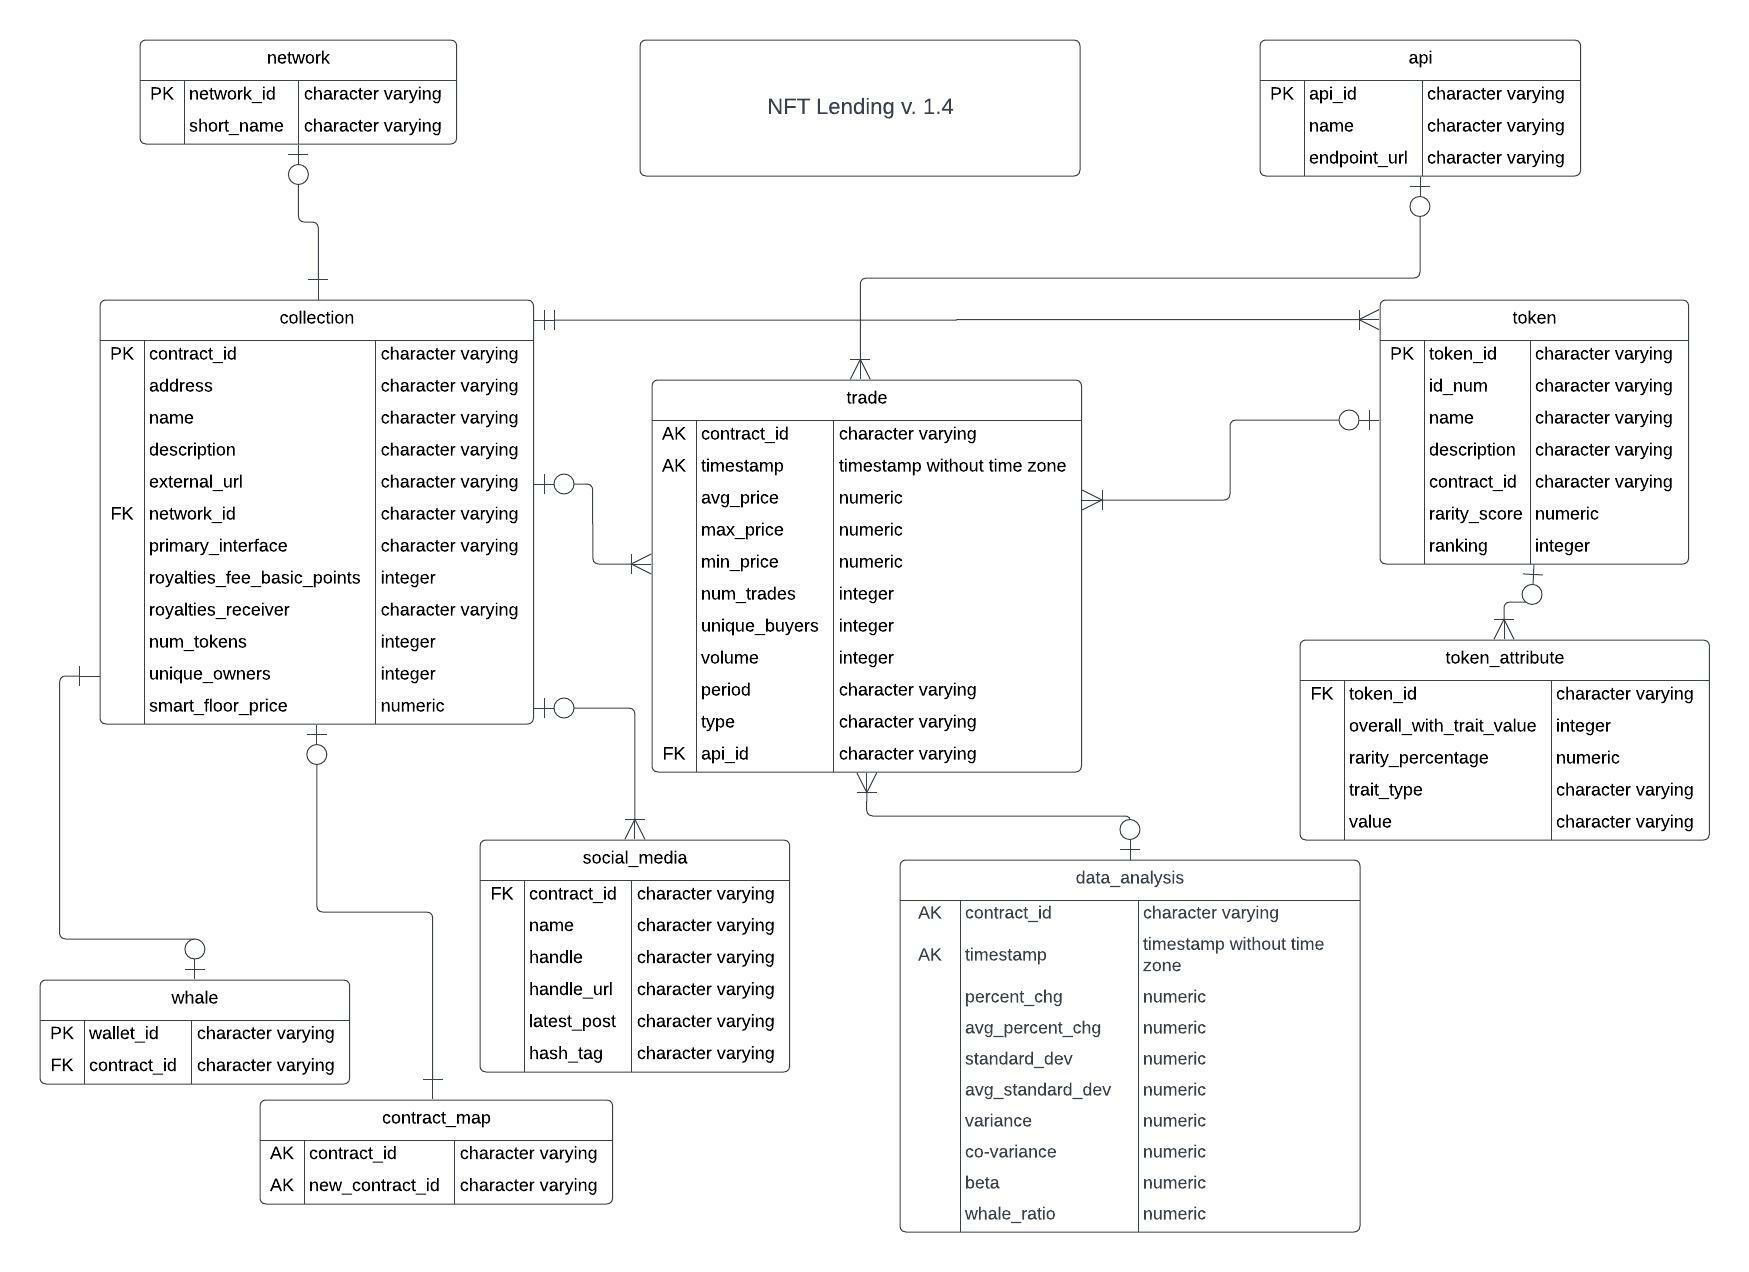 network
PK network_id character varying
short_name character varying
NFT Lending v. 1.4
api
PK api_id character varying
name character varying
endpoint_url character varying
collection
PK contract_id character varying
address character varying
name character varying
description character varying
external_url character varying
FK network_id character varying
primary_interface character varying
royalties_fee_basic_points integer
royalties_receiver character varying
num_tokens integer
unique_owners integer
smart_floor_price numeric
trade
AK contract_id character varying
AK timestamp timestamp without time zone
avg_price numeric
max_price numeric
min_price numeric
num_trades integer
unique_buyers integer
volume integer
period character varying
type character varying
FK api_id character varying
token
PK token_id character varying
id_num character varying
name character varying
description character varying
contract_id character varying
rarity_score numeric
ranking integer
token_attribute
FK token_id character varying
overall_with_trait_value integer
rarity_percentage numeric
trait_type character varying
value character varying
social_media
FK contract_id character varying
name character varying
handle character varying
handle_url character varying
latest_post character varying
hash_tag character varying
data_analysis
AK contract_id character varying
AK timestamp timestamp without time
zone
percent_chg numeric
avg_percent_chg numeric
standard_dev numeric
avg_standard_dev numeric
variance numeric
co-variance numeric
beta numeric
whale_ratio numeric
whale
PK wallet_id character varying
FK contract_id character varying
contract_map
AK contract_id character varying
AK new_contract_id character varying